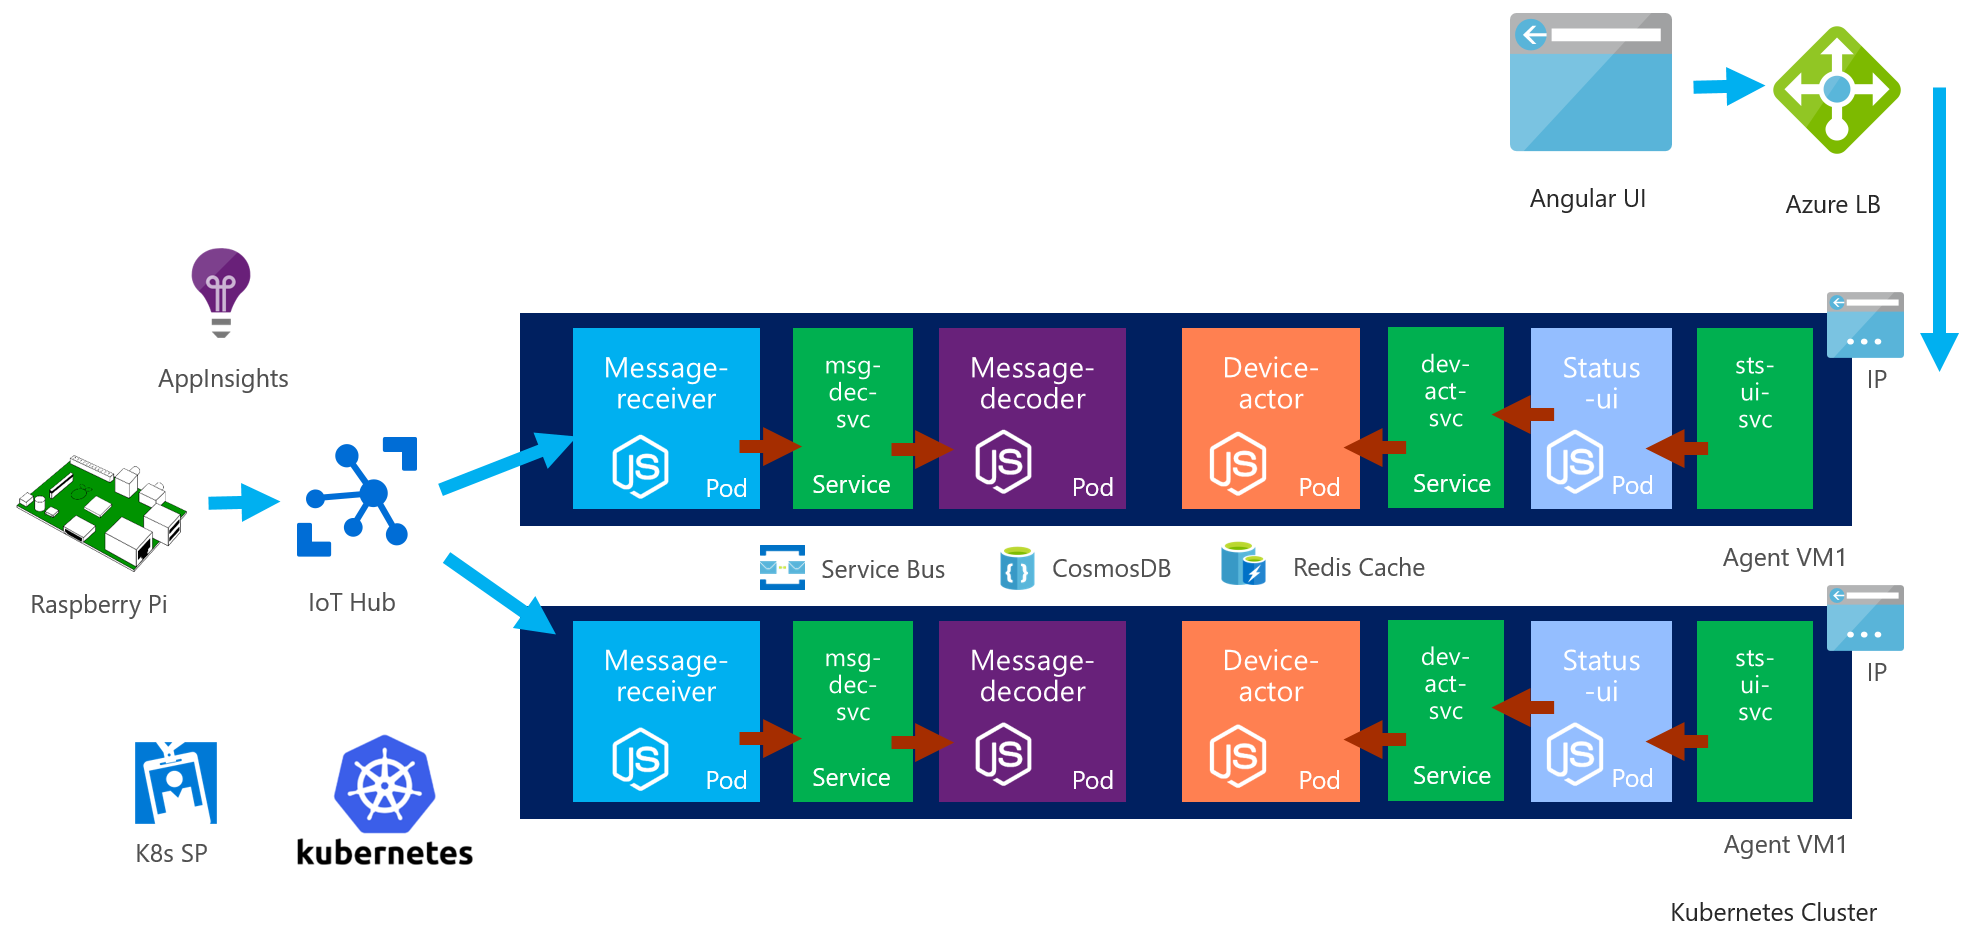 Angular UI
Azure LB
AppInsights
Raspberry Pi
IoT Hub
K8s SP
kubernetes
Message-
receiver
JS
Pod
msg-
dec-
svc
Service
Message-
decoder
JS
Pod
Device-
actor
JS
Pod
dev-
act-
svc
Service
Status
-ui
JS
Pod
sts-
ui-
svc
IP
Agent VM1
Service Bus
CosmosDB
Redis Cache
Message-
receiver
JS
Pod
msg-
dec-
svc
Service
Message-
decoder
JS
Pod
Device-
actor
JS
Pod
dev-
act-
svc
Service
Status
-ui
JS
Pod
sts-
ui-
svc
IP
Agent VM1
Kubernetes Cluster